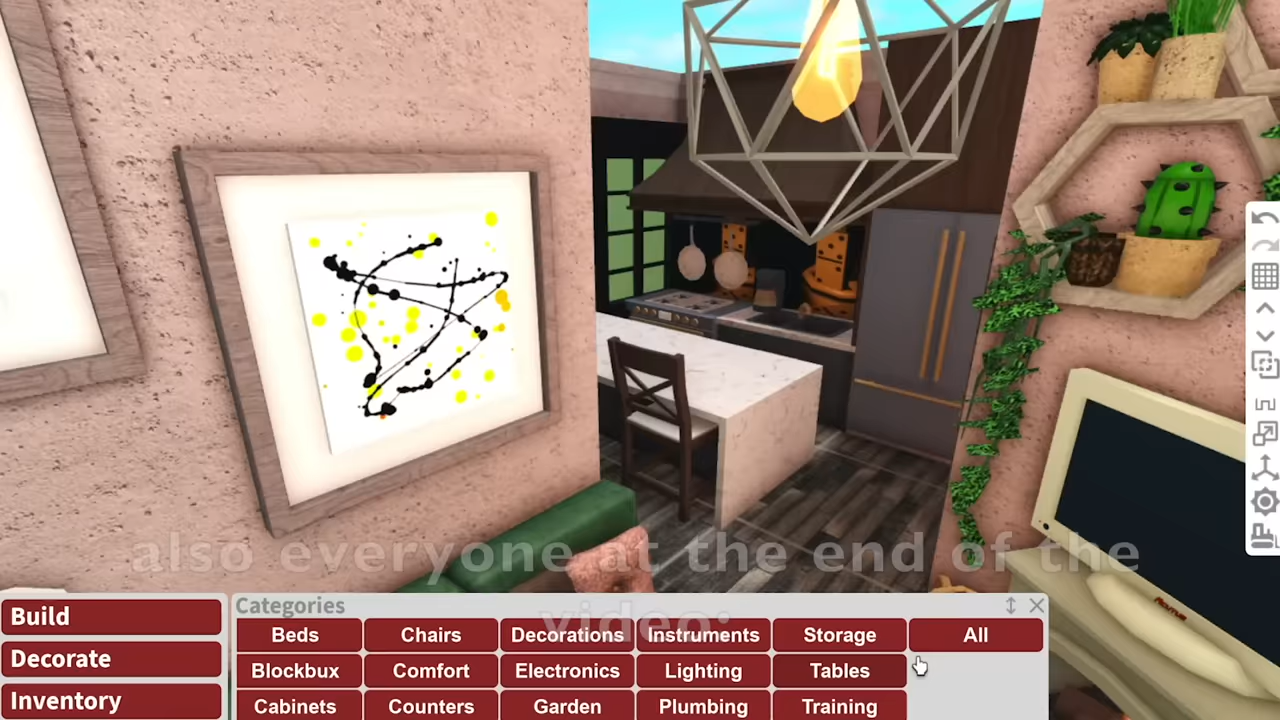 also everyone at the end of the
video:
Build
Decorate
Inventory
Categories
Beds
Chairs
Decorations
Instruments
Storage
All
Blockbux
Comfort
Electronics
Lighting
Tables
Cabinets
Counters
Garden
Plumbing
Training